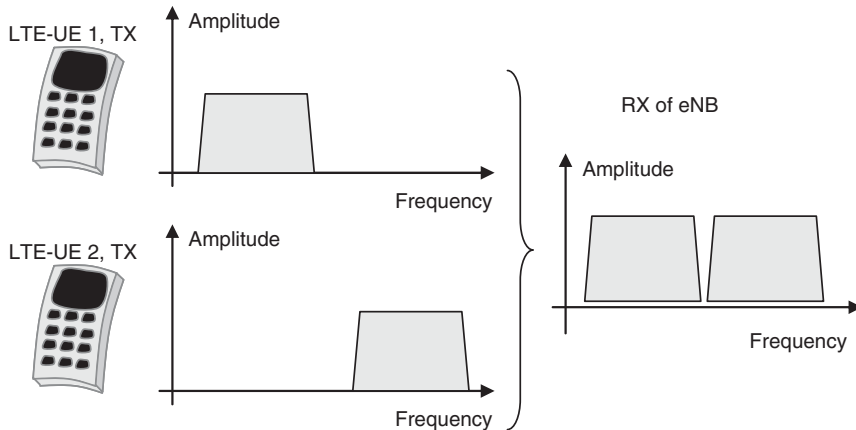 LTE-UE 1, TX
Amplitude
Frequency
LTE-UE 2, TX
Amplitude
Frequency
RX of eNB
Amplitude
Frequency